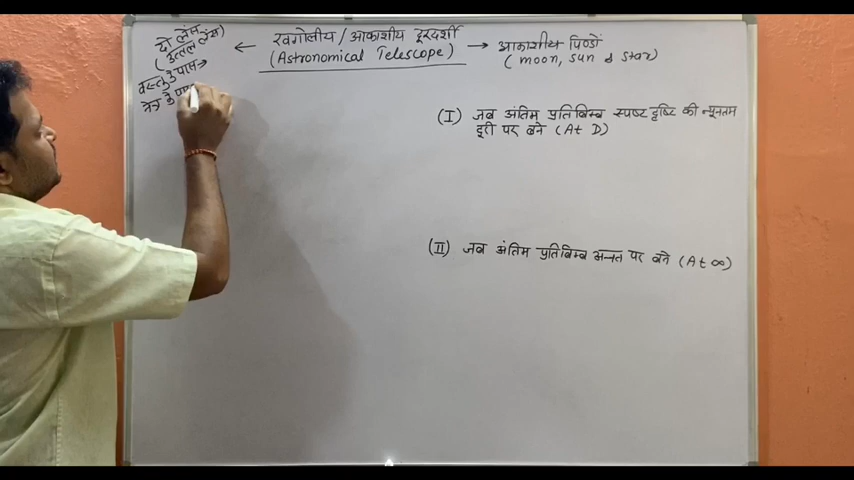 दो लेंस
(उत्तल लेंस)
वस्तु के पास →
नेत्र के पास
← खगोलीय / आकाशीय दूरदर्शी → आकाशीय पिण्डों
(Astronomical Telescope)
(moon, sun & star)
(I) जब अंतिम प्रतिबिम्ब स्पष्ट दृष्टि की न्यूनतम
दूरी पर बने (At D)
(II) जब अंतिम प्रतिबिम्ब अनन्त पर बने (At ∞)